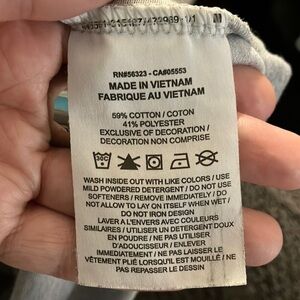 RN#56323 - CA#05553
MADE IN VIETNAM
FABRIQUE AU VIETNAM
59% COTTON / COTON
41% POLYESTER
EXCLUSIVE OF DECORATION /
DECORATION NON COMPRISE
30C
WASH INSIDE OUT WITH LIKE COLORS / USE
MILD POWDERED DETERGENT / DO NOT USE
SOFTENERS / REMOVE IMMEDIATELY / DO
NOT ALLOW TO LAY ON ITSELF WHEN WET /
DO NOT IRON DESIGN
LAVER A L'ENVERS AVEC COULEURS
SIMILAIRES / UTILISER UN DETERGENT DOUX
EN POUDRE / NE PAS UTILISER
D'ADOUCISSEUR / ENLEVER
IMMEDIATEMENT / NE PAS LAISSER LE
VÊTEMENT PLIÉ LORSQU'IL EST MOUILLÉ / NE
PAS REPASSER LE DESSIN